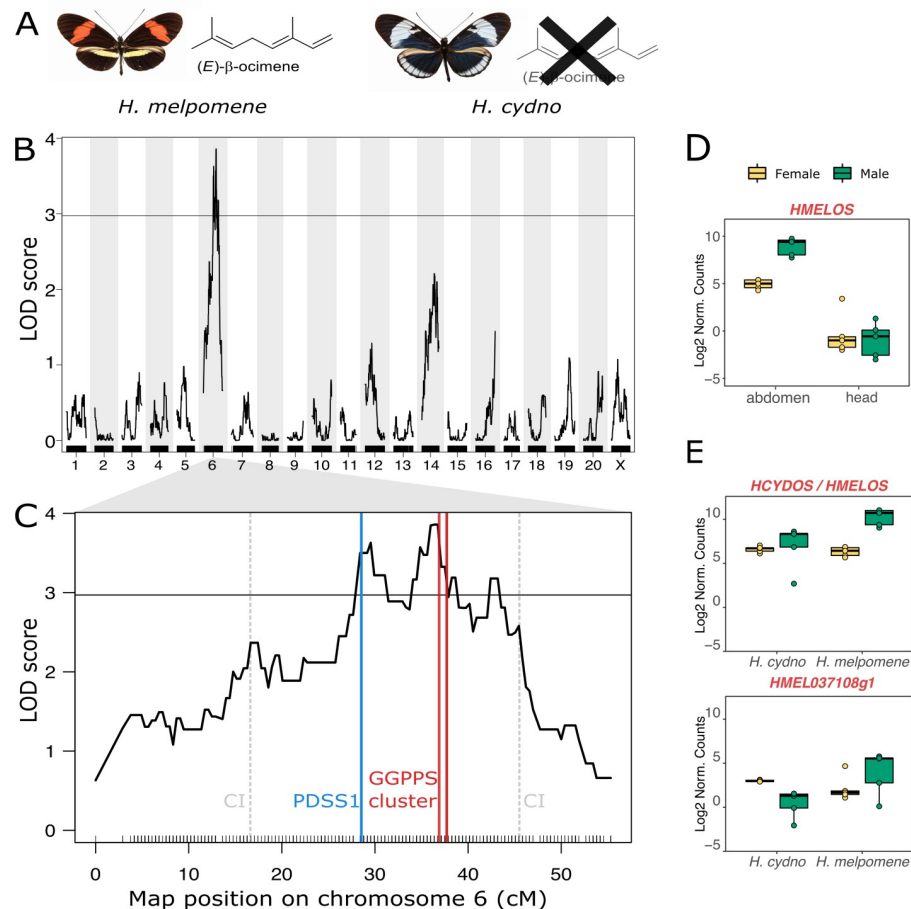 A
(E)-β-ocimene
(E)-β-ocimene
H. melpomene
H. cydno
B
LOD score
4
3
2
1
0
1 2 3 4 5 6 7 8 9 10 11 12 13 14 15 16 17 18 19 20 X
C
LOD score
4
3
2
1
0
CI
PDSS1
GGPPS
cluster
CI
0 10 20 30 40 50
Map position on chromosome 6 (cM)
D
Female Male
HMELOS
Log2 Norm. Counts
10
5
0
−5
abdomen head
E
HCYDOS / HMELOS
Log2 Norm. Counts
10
5
0
−5
H. cydno H. melpomene
HMEL037108g1
Log2 Norm. Counts
10
5
0
−5
H. cydno H. melpomene